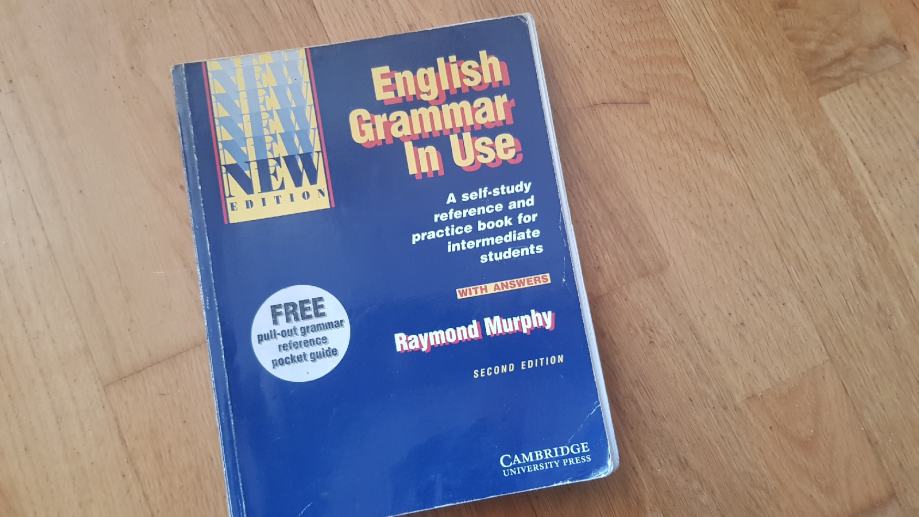 NEW
NEW
NEW
NEW
NEW
EDITION
English
Grammar
In Use
A self-study
reference and
practice book for
intermediate
students
WITH ANSWERS
FREE
pull-out grammar
reference
pocket guide
Raymond Murphy
SECOND EDITION
CAMBRIDGE
UNIVERSITY PRESS